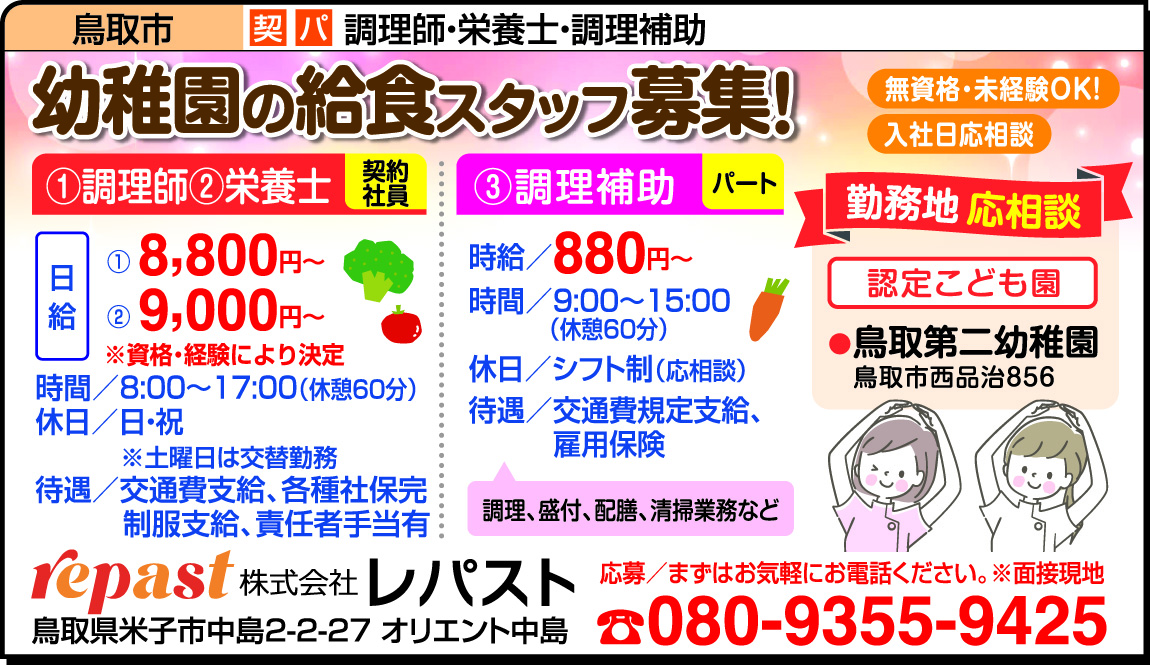 鳥取市
契 パ 調理師・栄養士・調理補助
幼稚園の給食スタッフ募集!
無資格・未経験OK!
入社日応相談
①調理師②栄養士
契約
社員
日給
① 8,800円〜
② 9,000円〜
※資格・経験により決定
時間／8:00〜17:00(休憩60分)
休日／日・祝
※土曜日は交替勤務
待遇／交通費支給、各種社保完
制服支給、責任者手当有
③調理補助
パート
時給／880円〜
時間／9:00〜15:00
(休憩60分)
休日／シフト制(応相談)
待遇／交通費規定支給、
雇用保険
調理、盛付、配膳、清掃業務など
勤務地 応相談
認定こども園
●鳥取第二幼稚園
鳥取市西品治856
repast 株式会社 レパスト
鳥取県米子市中島2-2-27 オリエント中島
応募／まずはお気軽にお電話ください。※面接現地
☎080-9355-9425